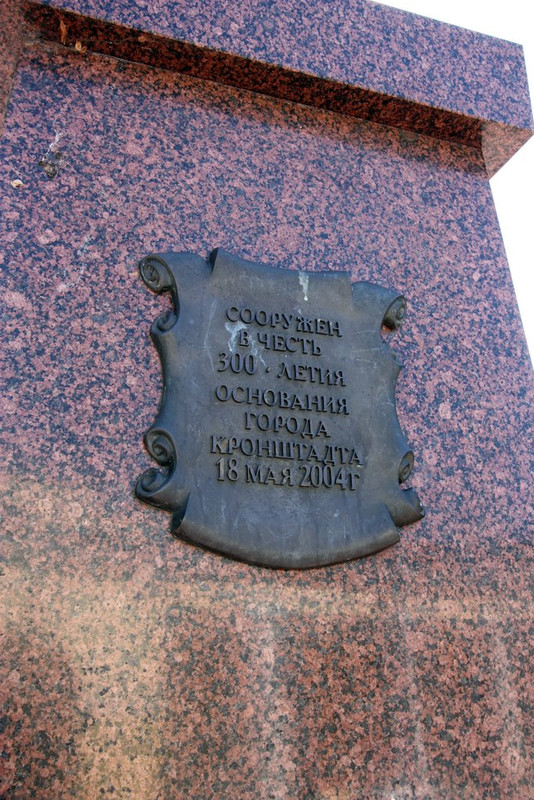 СООРУЖЕН
В ЧЕСТЬ
300 · ЛЕТИЯ
ОСНОВАНИЯ
ГОРОДА
КРОНШТАДТА
18 МАЯ 2004 Г